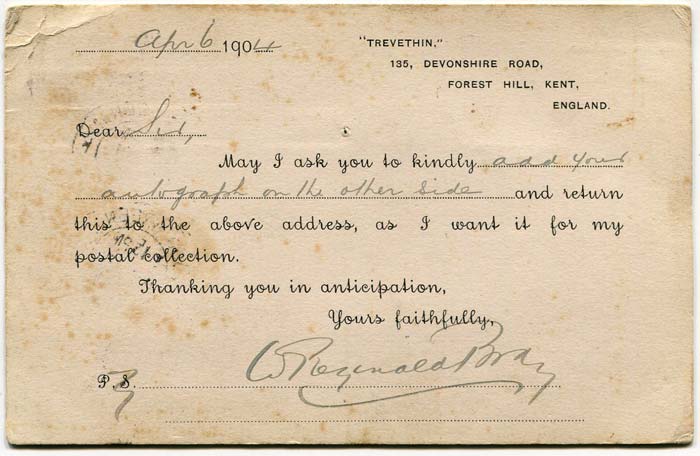 Apr 6 1904
"TREVETHIN,"
135, DEVONSHIRE ROAD,
FOREST HILL, KENT,
ENGLAND.
Dear Sir,
May I ask you to kindly add your
autograph on the other side and return
this to the above address, as I want it for my
postal collection.
Thanking you in anticipation,
Yours faithfully,
W Reginald Bray
P. S.